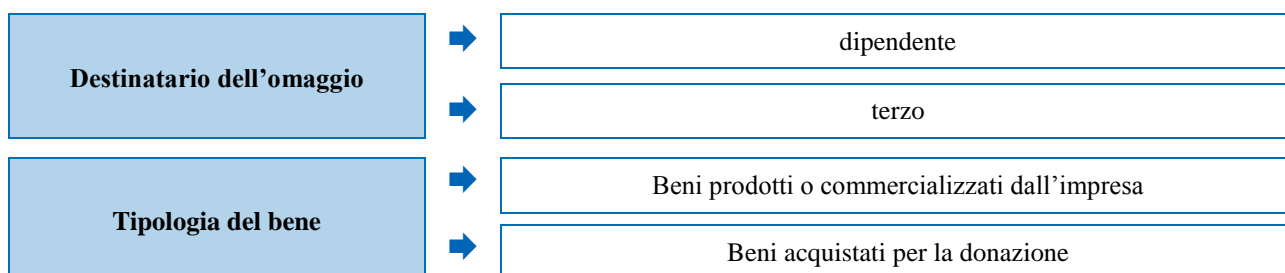 Destinatario dell’omaggio
dipendente
terzo
Tipologia del bene
Beni prodotti o commercializzati dall’impresa
Beni acquistati per la donazione